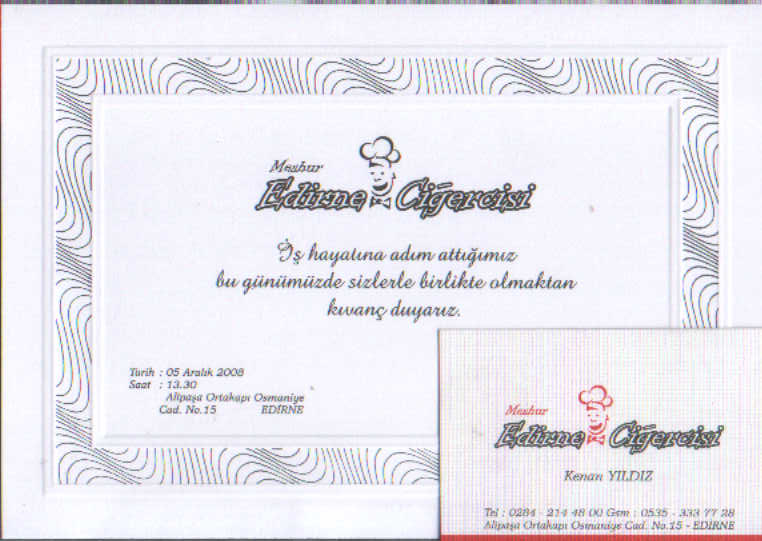 Meşhur
Edirne Ciğercisi
İş hayatına adım attığımız
bu günümüzde sizlerle birlikte olmaktan
kıvanç duyarız.
Tarih : 05 Aralık 2008
Saat : 13.30
Alipaşa Ortakapı Osmaniye
Cad. No.15 EDİRNE
Meşhur
Edirne Ciğercisi
Kenan YILDIZ
Tel : 0284 - 214 48 00 Gsm : 0535 - 333 77 28
Alipaşa Ortakapı Osmaniye Cad. No.15 - EDİRNE